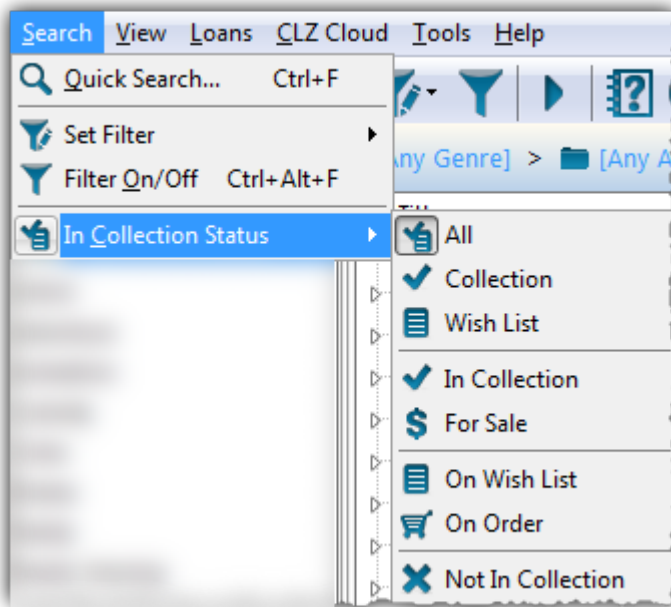 Search View Loans CLZ Cloud Tools Help
Quick Search... Ctrl+F
Set Filter
Filter On/Off Ctrl+Alt+F
In Collection Status
Genre] > [Any
All
Collection
Wish List
In Collection
For Sale
On Wish List
On Order
Not In Collection